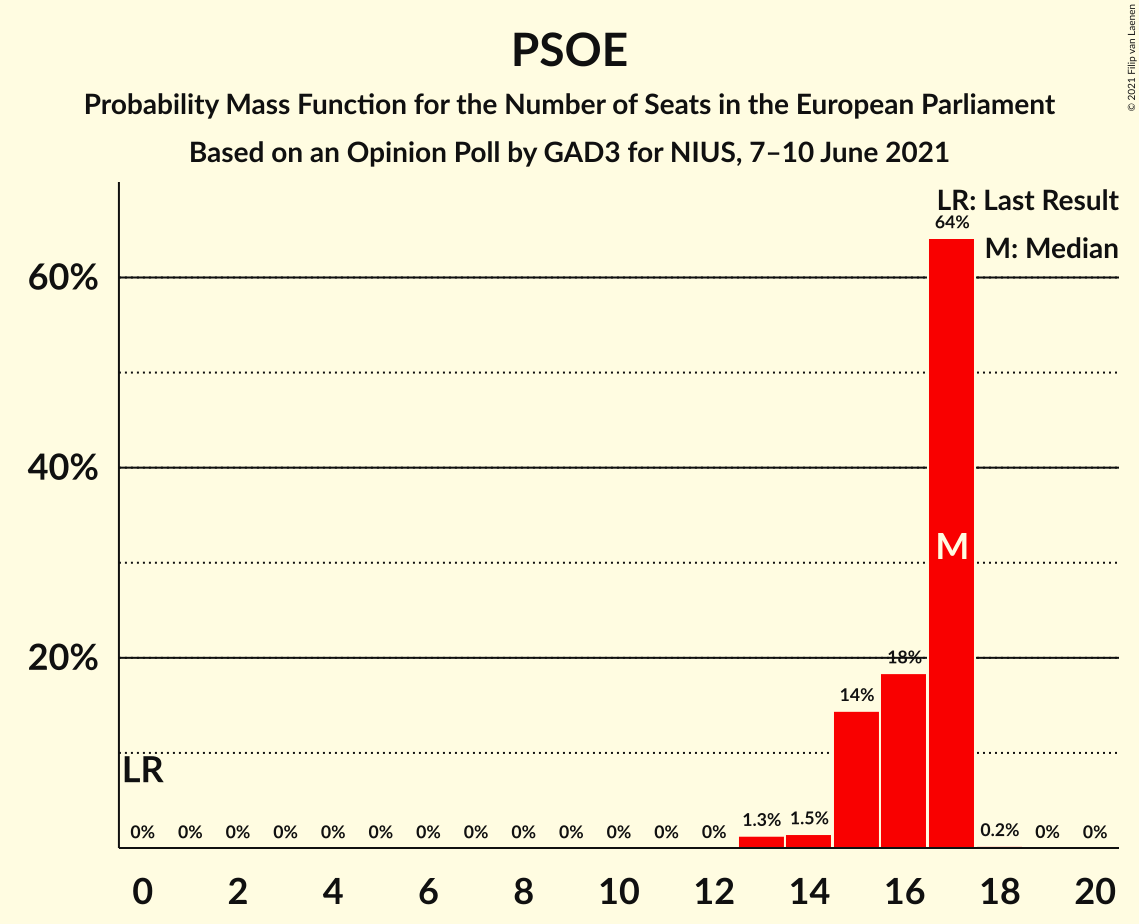 PSOE
Probability Mass Function for the Number of Seats in the European Parliament
Based on an Opinion Poll by GAD3 for NIUS, 7–10 June 2021
© 2021 Filip van Laenen
LR: Last Result
M: Median
60%
40%
20%
LR
M
0% 0% 0% 0% 0% 0% 0% 0% 0% 0% 0% 0% 0% 1.3% 1.5% 14% 18% 64% 0.2% 0% 0%
0 2 4 6 8 10 12 14 16 18 20